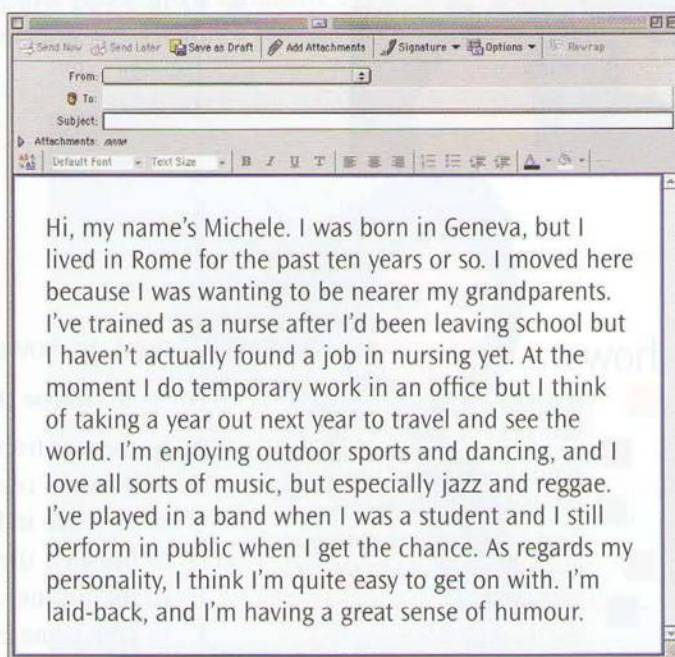 Send Now Send Later Save as Draft Add Attachments Signature Options Rewrap
From:
To:
Subject:
Attachments: none
Default Font Text Size B I U T A
Hi, my name's Michele. I was born in Geneva, but I
lived in Rome for the past ten years or so. I moved here
because I was wanting to be nearer my grandparents.
I've trained as a nurse after I'd been leaving school but
I haven't actually found a job in nursing yet. At the
moment I do temporary work in an office but I think
of taking a year out next year to travel and see the
world. I'm enjoying outdoor sports and dancing, and I
love all sorts of music, but especially jazz and reggae.
I've played in a band when I was a student and I still
perform in public when I get the chance. As regards my
personality, I think I'm quite easy to get on with. I'm
laid-back, and I'm having a great sense of humour.